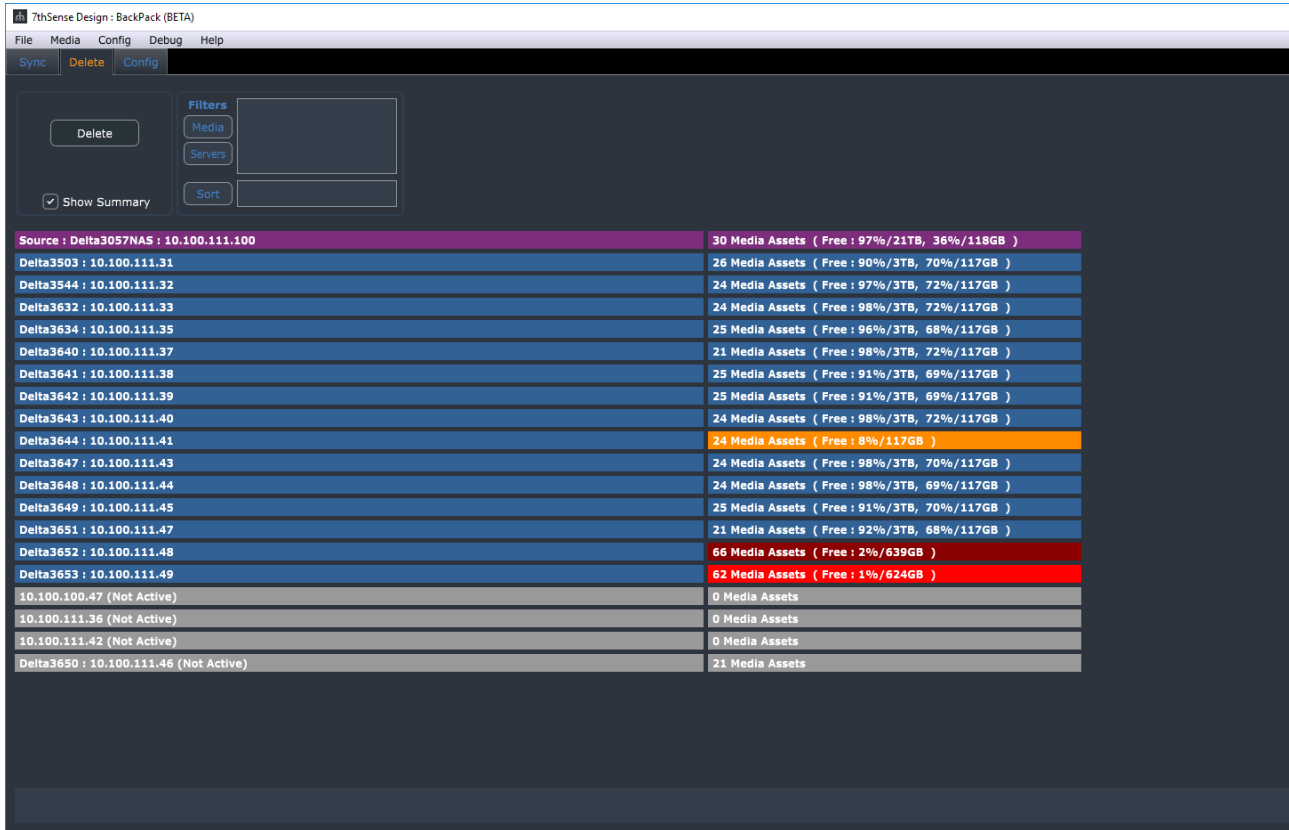 7thSense Design : BackPack (BETA)
File Media Config Debug Help
Sync Delete Config
Filters
Delete
Media
Servers
Show Summary
Sort
Source : Delta3057NAS : 10.100.111.100 30 Media Assets ( Free : 97%/21TB, 36%/118GB )
Delta3503 : 10.100.111.31 26 Media Assets ( Free : 90%/3TB, 70%/117GB )
Delta3544 : 10.100.111.32 24 Media Assets ( Free : 97%/3TB, 72%/117GB )
Delta3632 : 10.100.111.33 24 Media Assets ( Free : 98%/3TB, 72%/117GB )
Delta3634 : 10.100.111.35 25 Media Assets ( Free : 96%/3TB, 68%/117GB )
Delta3640 : 10.100.111.37 21 Media Assets ( Free : 98%/3TB, 72%/117GB )
Delta3641 : 10.100.111.38 25 Media Assets ( Free : 91%/3TB, 69%/117GB )
Delta3642 : 10.100.111.39 25 Media Assets ( Free : 91%/3TB, 69%/117GB )
Delta3643 : 10.100.111.40 24 Media Assets ( Free : 98%/3TB, 72%/117GB )
Delta3644 : 10.100.111.41 24 Media Assets ( Free : 8%/117GB )
Delta3647 : 10.100.111.43 24 Media Assets ( Free : 98%/3TB, 70%/117GB )
Delta3648 : 10.100.111.44 24 Media Assets ( Free : 98%/3TB, 69%/117GB )
Delta3649 : 10.100.111.45 25 Media Assets ( Free : 91%/3TB, 70%/117GB )
Delta3651 : 10.100.111.47 21 Media Assets ( Free : 92%/3TB, 68%/117GB )
Delta3652 : 10.100.111.48 66 Media Assets ( Free : 2%/639GB )
Delta3653 : 10.100.111.49 62 Media Assets ( Free : 1%/624GB )
10.100.100.47 (Not Active) 0 Media Assets
10.100.111.36 (Not Active) 0 Media Assets
10.100.111.42 (Not Active) 0 Media Assets
Delta3650 : 10.100.111.46 (Not Active) 21 Media Assets